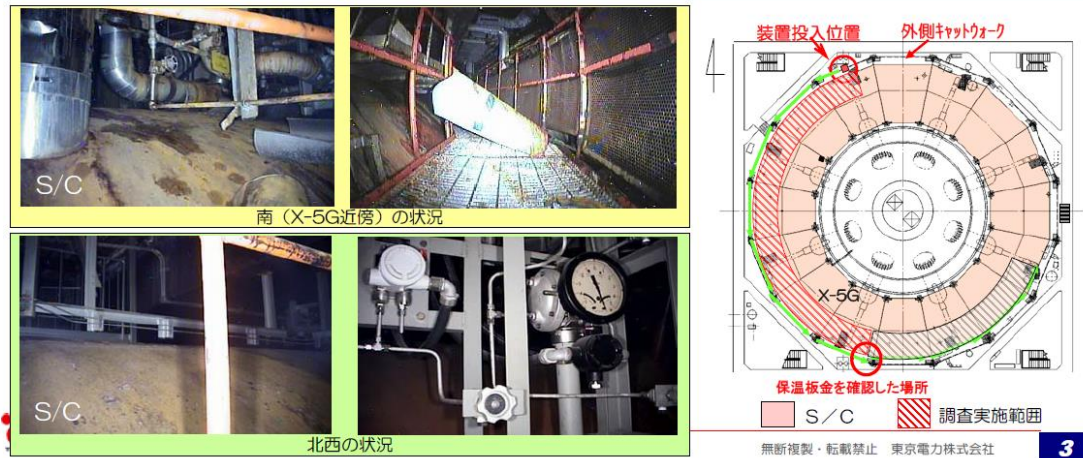 S/C
南（X-5G近傍）の状況
S/C
北西の状況
装置投入位置
外側ｷｬｯﾄｳｫｰｸ
X-5G
保温板金を確認した場所
S／C
調査実施範囲
無断複製・転載禁止　東京電力株式会社
3